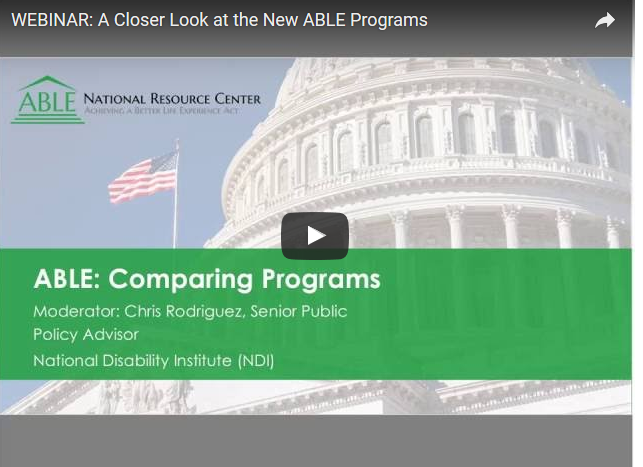 WEBINAR: A Closer Look at the New ABLE Programs
ABLE NATIONAL RESOURCE CENTER
ACHIEVING A BETTER LIFE EXPERIENCE ACT
ABLE: Comparing Programs
Moderator: Chris Rodriguez, Senior Public
Policy Advisor
National Disability Institute (NDI)